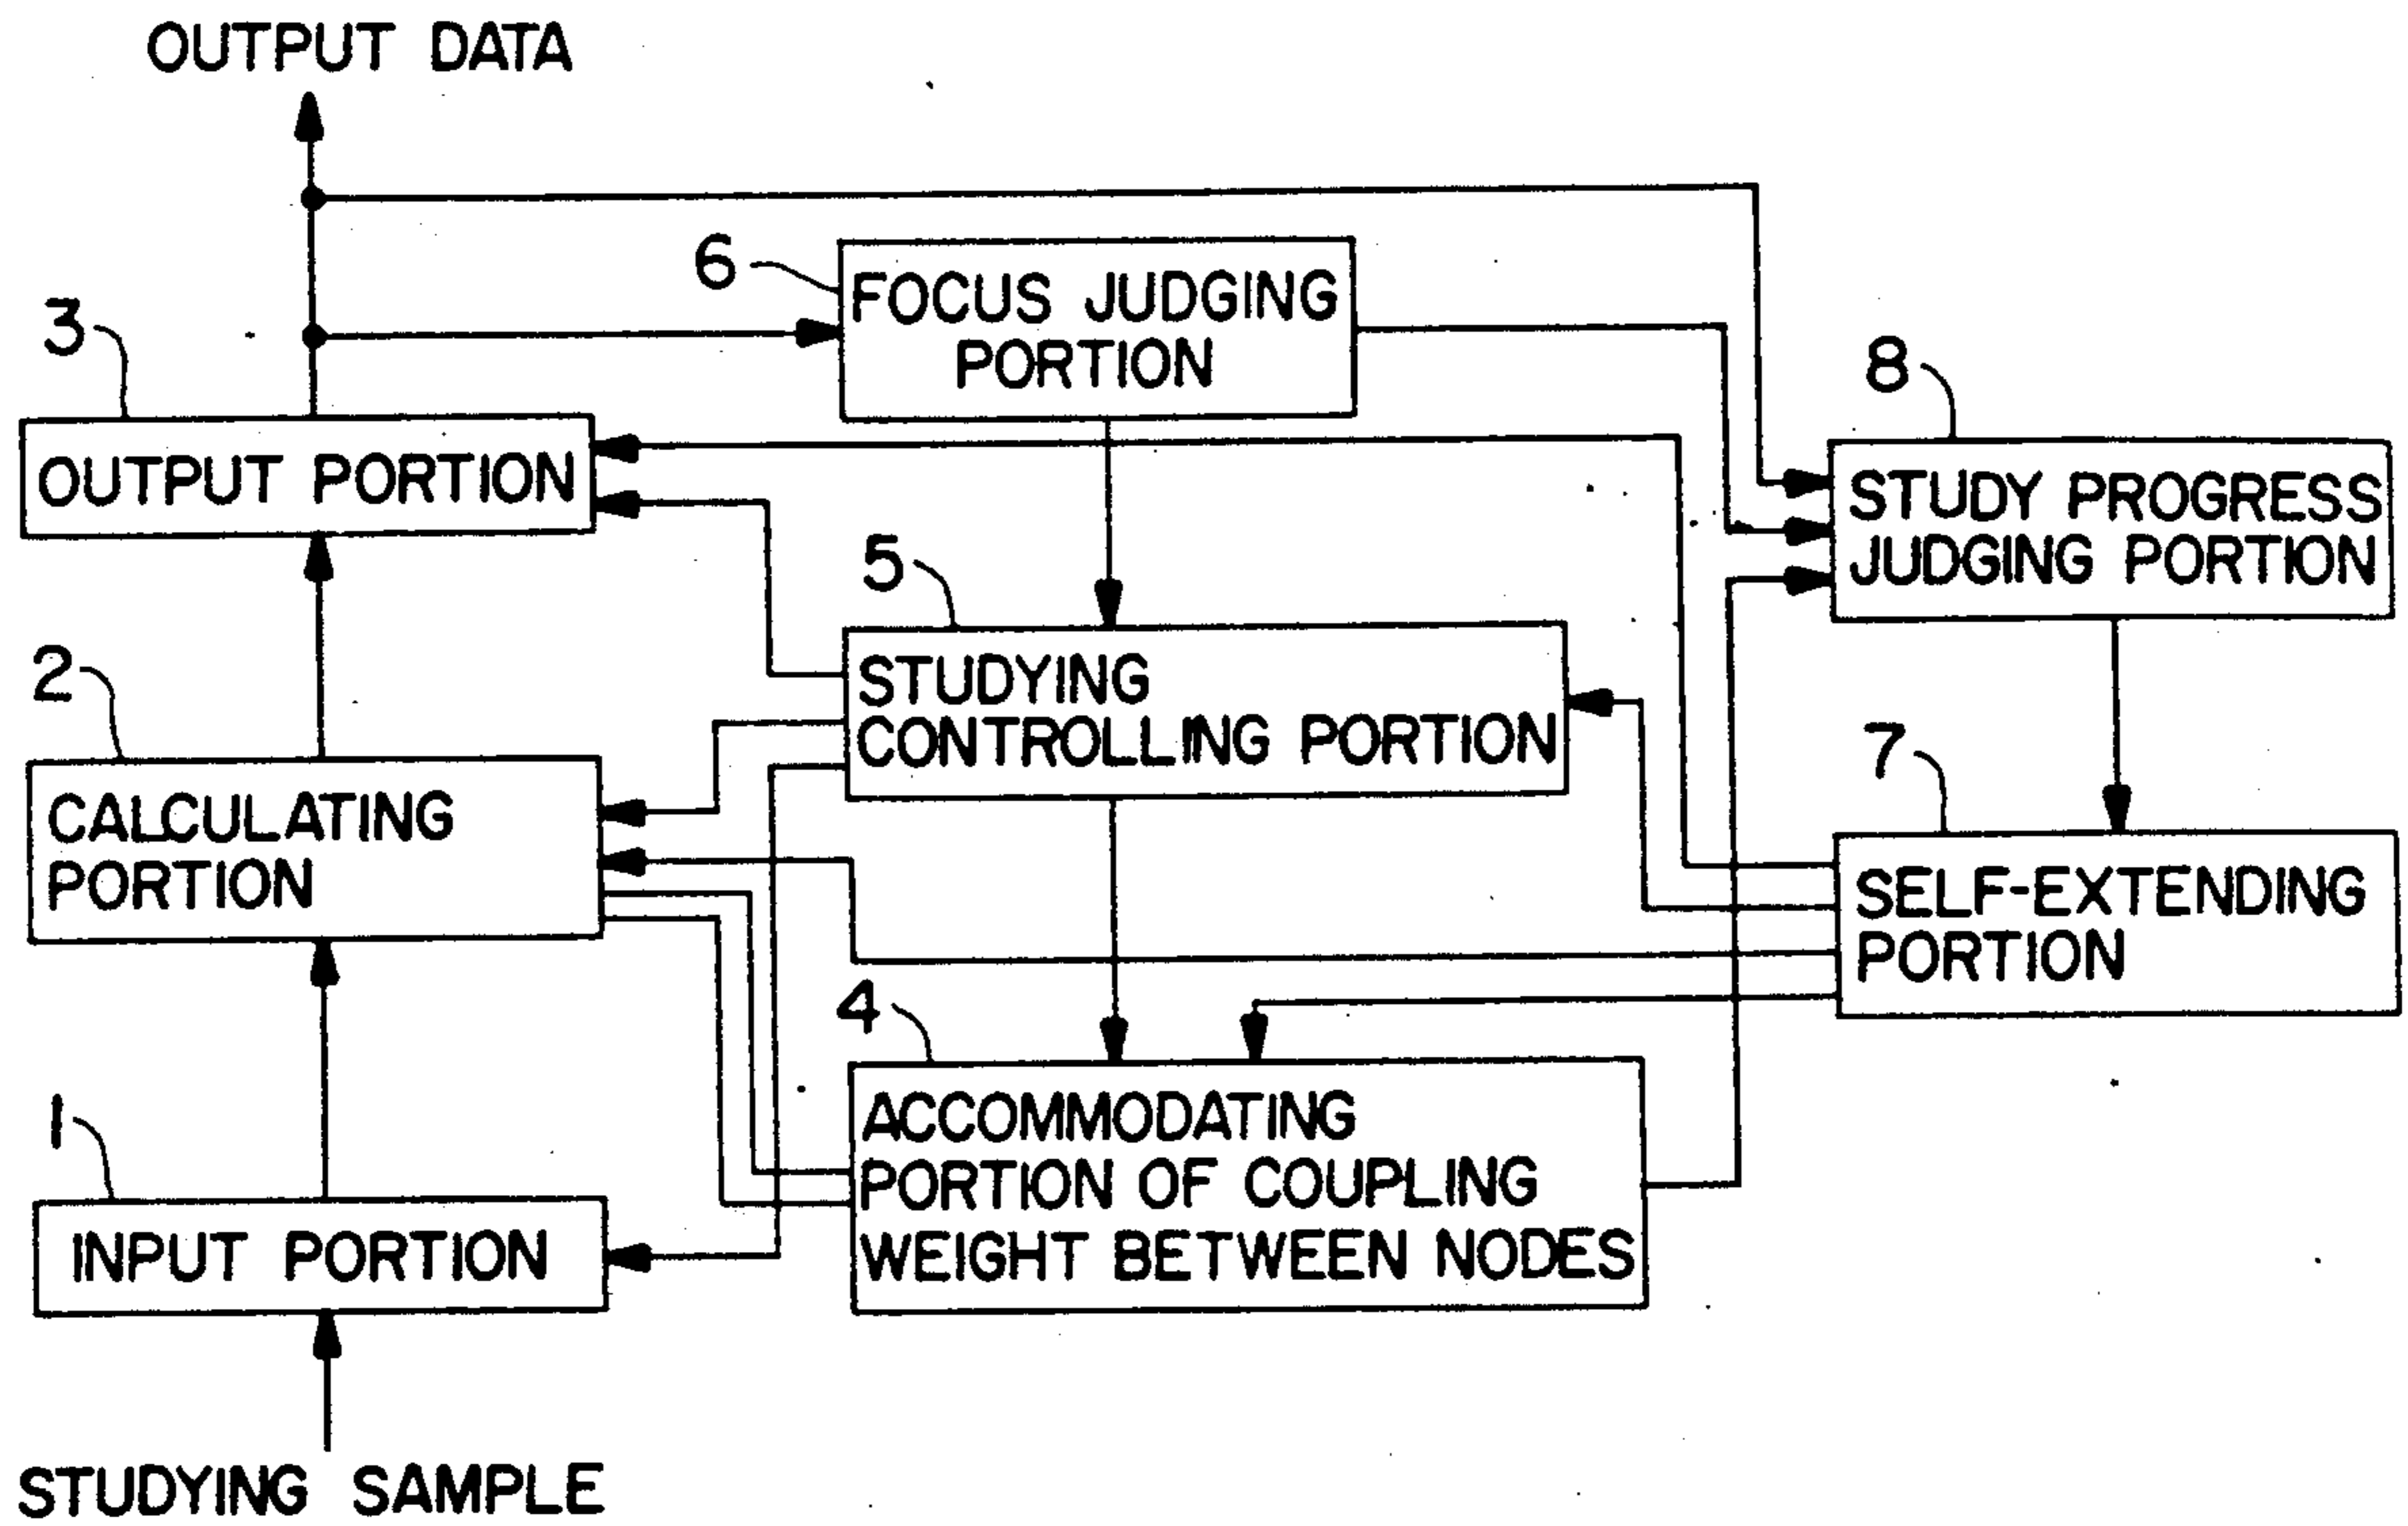 OUTPUT DATA
6
FOCUS JUDGING
PORTION
3
OUTPUT PORTION
8
STUDY PROGRESS
JUDGING PORTION
5
STUDYING
CONTROLLING PORTION
2
CALCULATING
PORTION
7
SELF-EXTENDING
PORTION
4
ACCOMMODATING
PORTION OF COUPLING
WEIGHT BETWEEN NODES
1
INPUT PORTION
STUDYING SAMPLE